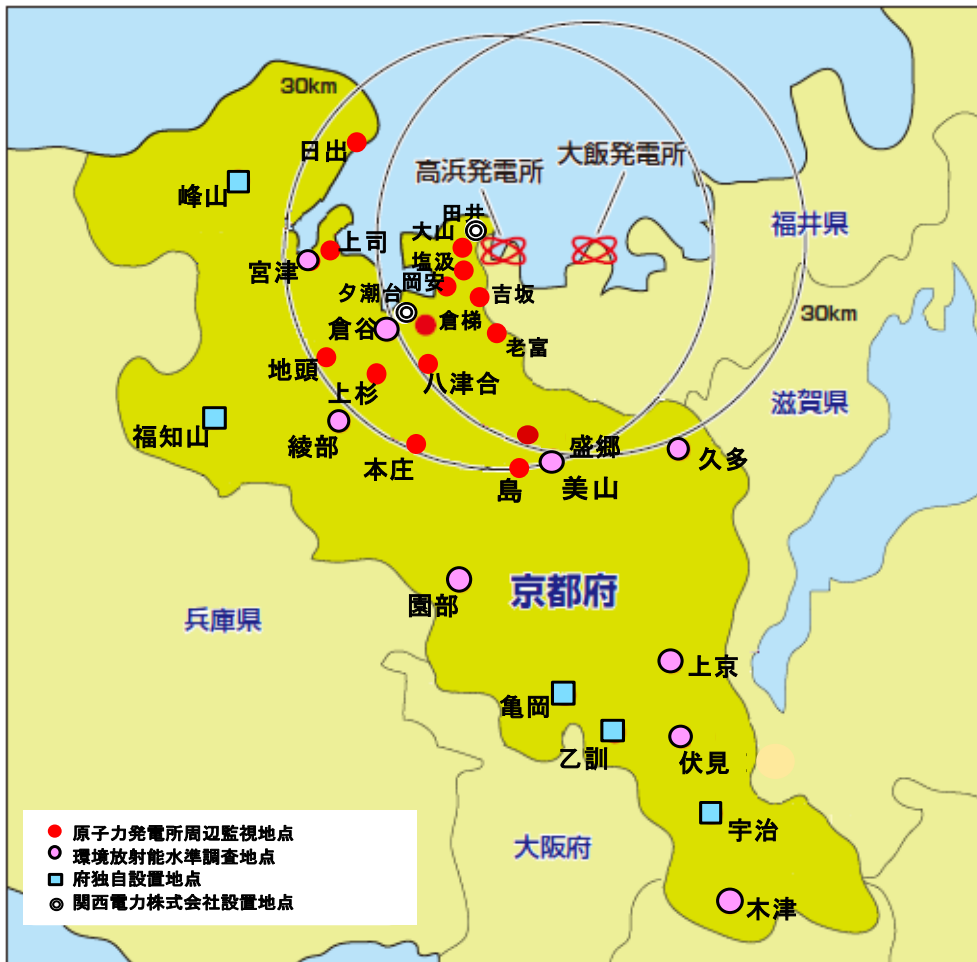 30km
日出
高浜発電所
大飯発電所
峰山
田井
福井県
大山
上司
塩汲
宮津
岡安
夕潮台
吉坂
30km
倉谷
倉梯
老富
地頭
上杉
八津合
滋賀県
福知山
綾部
本庄
盛郷
久多
島
美山
京都府
園部
兵庫県
上京
亀岡
乙訓
伏見
宇治
大阪府
木津
原子力発電所周辺監視地点
環境放射能水準調査地点
府独自設置地点
関西電力株式会社設置地点